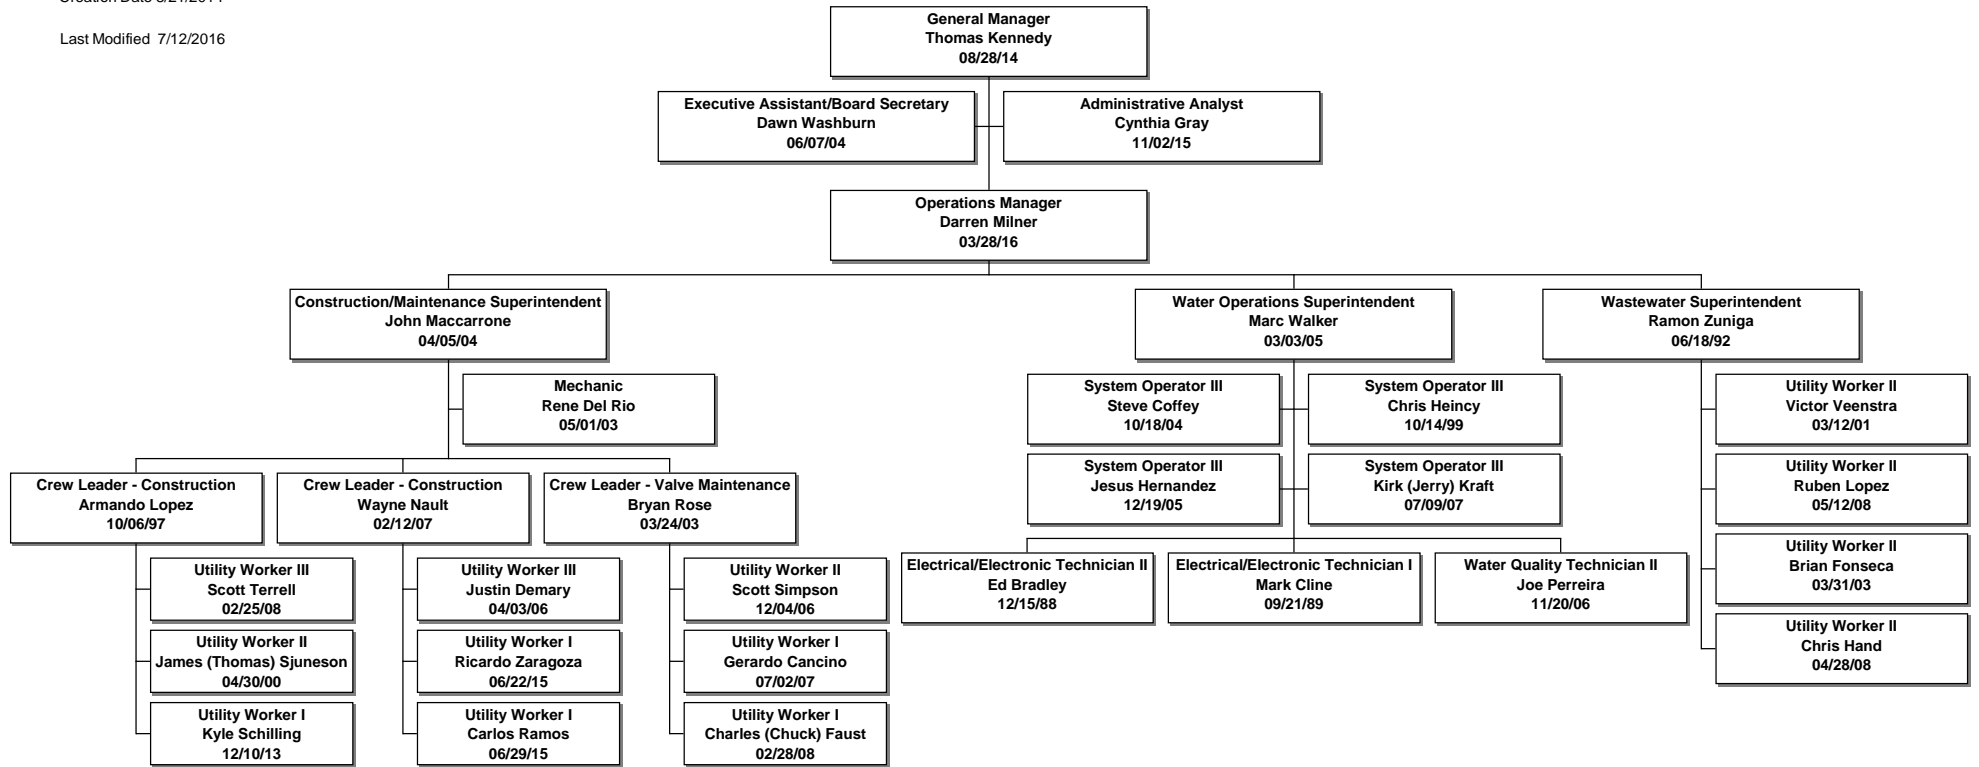 Last Modified 7/12/2016
General Manager
Thomas Kennedy
08/28/14
Executive Assistant/Board Secretary
Dawn Washburn
06/07/04
Administrative Analyst
Cynthia Gray
11/02/15
Operations Manager
Darren Milner
03/28/16
Construction/Maintenance Superintendent
John Maccarrone
04/05/04
Water Operations Superintendent
Marc Walker
03/03/05
Wastewater Superintendent
Ramon Zuniga
06/18/92
Mechanic
Rene Del Rio
05/01/03
System Operator III
Steve Coffey
10/18/04
System Operator III
Chris Heincy
10/14/99
Utility Worker II
Victor Veenstra
03/12/01
Crew Leader - Construction
Armando Lopez
10/06/97
Crew Leader - Construction
Wayne Nault
02/12/07
Crew Leader - Valve Maintenance
Bryan Rose
03/24/03
System Operator III
Jesus Hernandez
12/19/05
System Operator III
Kirk (Jerry) Kraft
07/09/07
Utility Worker II
Ruben Lopez
05/12/08
Utility Worker III
Scott Terrell
02/25/08
Utility Worker III
Justin Demary
04/03/06
Utility Worker II
Scott Simpson
12/04/06
Electrical/Electronic Technician II
Ed Bradley
12/15/88
Electrical/Electronic Technician I
Mark Cline
09/21/89
Water Quality Technician II
Joe Perreira
11/20/06
Utility Worker II
Brian Fonseca
03/31/03
Utility Worker II
James (Thomas) Sjuneson
04/30/00
Utility Worker I
Ricardo Zaragoza
06/22/15
Utility Worker I
Gerardo Cancino
07/02/07
Utility Worker II
Chris Hand
04/28/08
Utility Worker I
Kyle Schilling
12/10/13
Utility Worker I
Carlos Ramos
06/29/15
Utility Worker I
Charles (Chuck) Faust
02/28/08